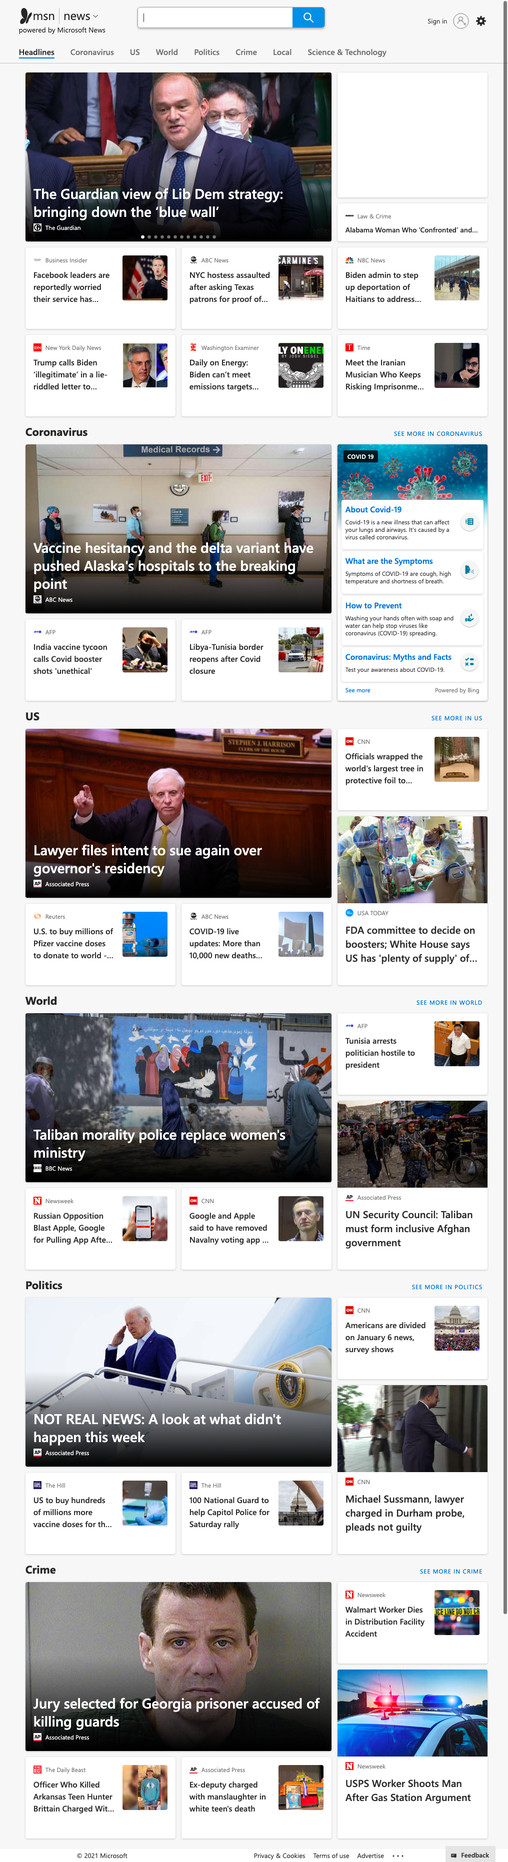 msn | news
powered by Microsoft News
Sign in
Headlines Coronavirus US World Politics Crime Local Science & Technology
The Guardian view of Lib Dem strategy:
bringing down the 'blue wall'
The Guardian
Law & Crime
Alabama Woman Who 'Confronted' and...
Business Insider
Facebook leaders are
reportedly worried
their service has...
ABC News
NYC hostess assaulted
after asking Texas
patrons for proof of...
CARMINE'S
NBC News
Biden admin to step
up deportation of
Haitians to address...
New York Daily News
Trump calls Biden
'illegitimate' in a lie-
riddled letter to...
Washington Examiner
Daily on Energy:
Biden can't meet
emissions targets...
LY ON ENE
BY JOSH SIEGEL
Time
Meet the Iranian
Musician Who Keeps
Risking Imprisonme...
Coronavirus
SEE MORE IN CORONAVIRUS
Medical Records →
EXIT
Vaccine hesitancy and the delta variant have
pushed Alaska's hospitals to the breaking
point
ABC News
COVID 19
About Covid-19
Covid-19 is a new illness that can affect
your lungs and airways. It's caused by a
virus called coronavirus.
What are the Symptoms
Symptoms of COVID-19 are cough, high
temperature and shortness of breath.
How to Prevent
Washing your hands often with soap and
water can help stop viruses like
coronavirus (COVID-19) spreading.
Coronavirus: Myths and Facts
Test your awareness about COVID-19.
See more
Powered by Bing
AFP
India vaccine tycoon
calls Covid booster
shots 'unethical'
AFP
Libya-Tunisia border
reopens after Covid
closure
US
SEE MORE IN US
STEPHEN J. HARRISON
CLERK OF THE HOUSE
Lawyer files intent to sue again over
governor's residency
Associated Press
CNN
Officials wrapped the
world's largest tree in
protective foil to...
USA TODAY
FDA committee to decide on
boosters; White House says
US has 'plenty of supply' of...
Reuters
U.S. to buy millions of
Pfizer vaccine doses
to donate to world -...
ABC News
COVID-19 live
updates: More than
10,000 new deaths...
World
SEE MORE IN WORLD
Taliban morality police replace women's
ministry
BBC News
AFP
Tunisia arrests
politician hostile to
president
Associated Press
UN Security Council: Taliban
must form inclusive Afghan
government
Newsweek
Russian Opposition
Blast Apple, Google
for Pulling App Afte...
CNN
Google and Apple
said to have removed
Navalny voting app ...
Politics
SEE MORE IN POLITICS
NOT REAL NEWS: A look at what didn't
happen this week
Associated Press
CNN
Americans are divided
on January 6 news,
survey shows
CNN
Michael Sussmann, lawyer
charged in Durham probe,
pleads not guilty
The Hill
US to buy hundreds
of millions more
vaccine doses for th...
The Hill
100 National Guard to
help Capitol Police for
Saturday rally
Crime
SEE MORE IN CRIME
Jury selected for Georgia prisoner accused of
killing guards
Associated Press
Newsweek
Walmart Worker Dies
in Distribution Facility
Accident
ICE LINE DO NOT C
Newsweek
USPS Worker Shoots Man
After Gas Station Argument
The Daily Beast
Officer Who Killed
Arkansas Teen Hunter
Brittain Charged Wit...
Associated Press
Ex-deputy charged
with manslaughter in
white teen's death
© 2021 Microsoft
Privacy & Cookies Terms of use Advertise ...
Feedback